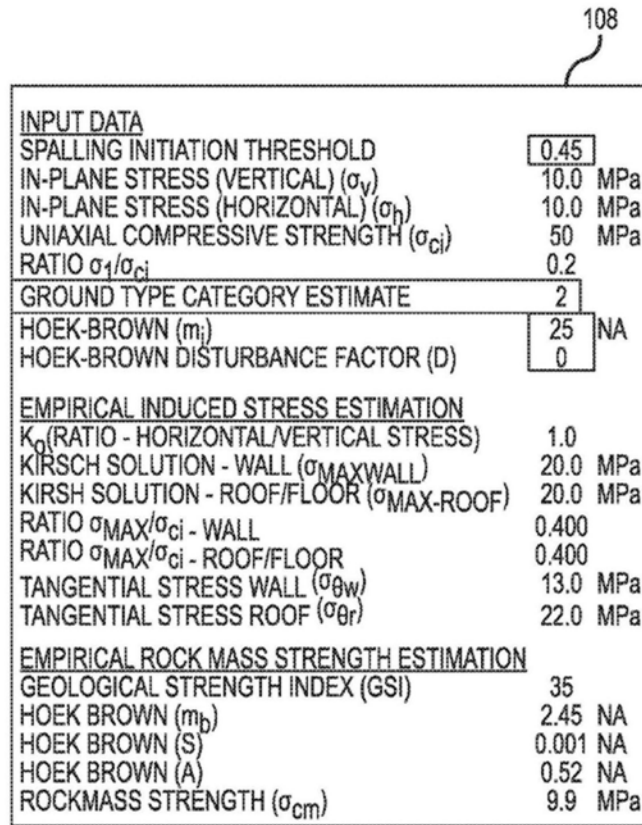 108
INPUT DATA
SPALLING INITIATION THRESHOLD 0.45
IN-PLANE STRESS (VERTICAL) (σv) 10.0 MPa
IN-PLANE STRESS (HORIZONTAL) (σh) 10.0 MPa
UNIAXIAL COMPRESSIVE STRENGTH (σci) 50 MPa
RATIO σ1/σci 0.2
GROUND TYPE CATEGORY ESTIMATE 2
HOEK-BROWN (mi) 25 NA
HOEK-BROWN DISTURBANCE FACTOR (D) 0
EMPIRICAL INDUCED STRESS ESTIMATION
Ko(RATIO - HORIZONTAL/VERTICAL STRESS) 1.0
KIRSCH SOLUTION - WALL (σMAXWALL) 20.0 MPa
KIRSH SOLUTION - ROOF/FLOOR (σMAX-ROOF) 20.0 MPa
RATIO σMAX/σci - WALL 0.400
RATIO σMAX/σci - ROOF/FLOOR 0.400
TANGENTIAL STRESS WALL (σθw) 13.0 MPa
TANGENTIAL STRESS ROOF (σθr) 22.0 MPa
EMPIRICAL ROCK MASS STRENGTH ESTIMATION
GEOLOGICAL STRENGTH INDEX (GSI) 35
HOEK BROWN (mb) 2.45 NA
HOEK BROWN (S) 0.001 NA
HOEK BROWN (A) 0.52 NA
ROCKMASS STRENGTH (σcm) 9.9 MPa